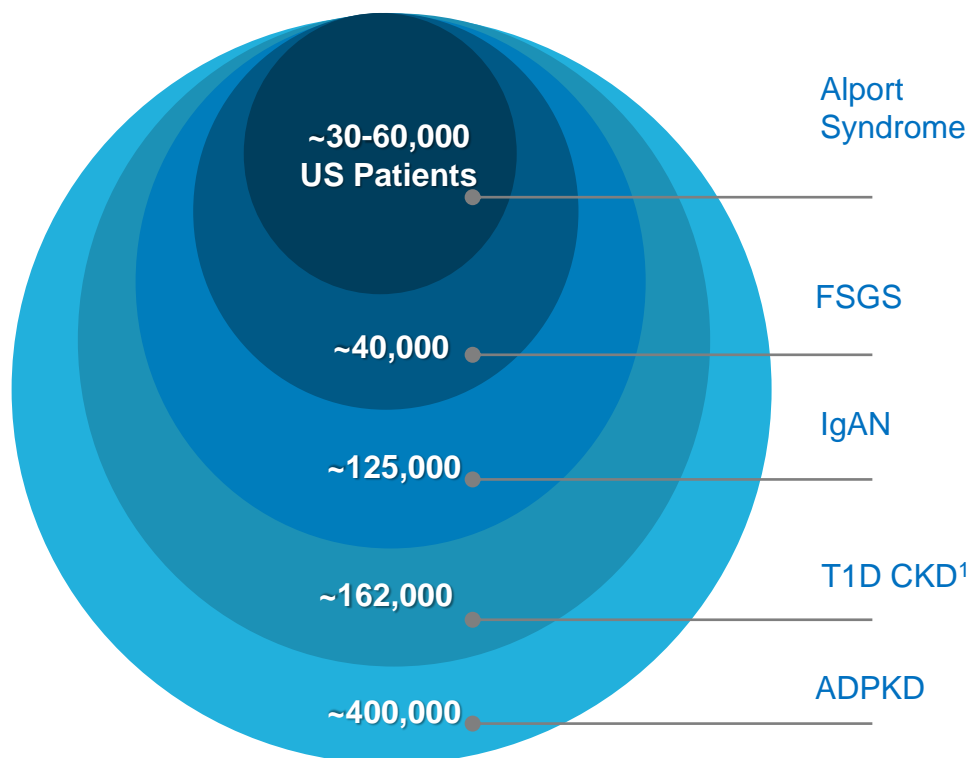 Alport
Syndrome
~30-60,000
US Patients
FSGS
~40,000
IgAN
~125,000
T1D CKD¹
~162,000
ADPKD
~400,000